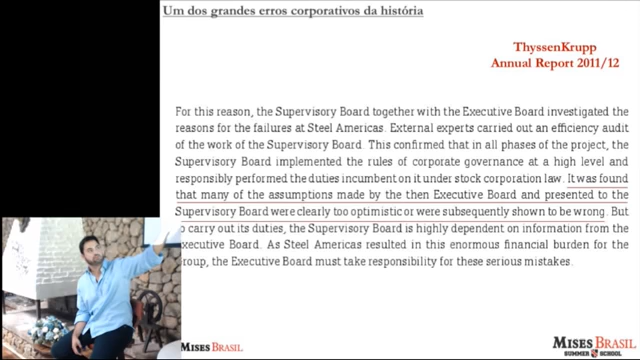 Um dos grandes erros corporativos da história
ThyssenKrupp
Annual Report 2011/12
For this reason, the Supervisory Board together with the Executive Board investigated the
reasons for the failures at Steel Americas. External experts carried out an efficiency audit
of the work of the Supervisory Board. This confirmed that in all phases of the project, the
Supervisory Board implemented the rules of corporate governance at a high level and
responsibly performed the duties incumbent on it under stock corporation law. It was found
that many of the assumptions made by the then Executive Board and presented to the
Supervisory Board were clearly too optimistic or were subsequently shown to be wrong. But
to carry out its duties, the Supervisory Board is highly dependent on information from the
Executive Board. As Steel Americas resulted in this enormous financial burden for the
Group, the Executive Board must take responsibility for these serious mistakes.
MISES BRASIL
MISES BRASIL
SUMMER SCHOOL